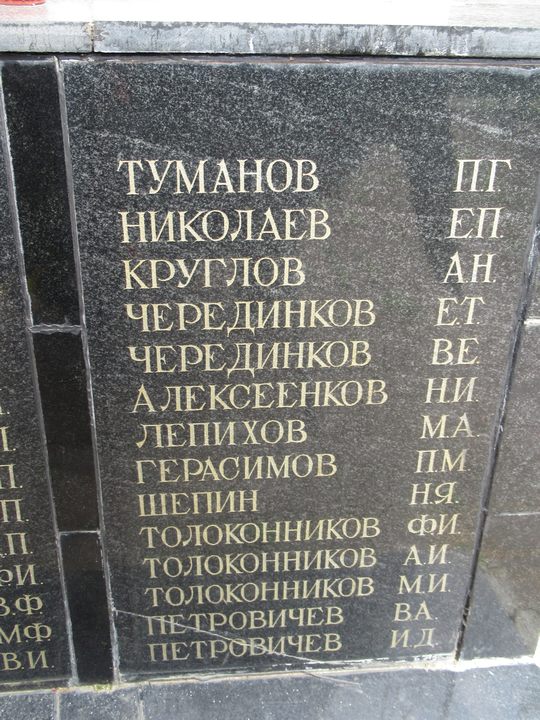 ТУМАНОВ П.Г
НИКОЛАЕВ Е.П.
КРУГЛОВ А.Н.
ЧЕРЕДИНКОВ Е.Т.
ЧЕРЕДИНКОВ В.Е.
АЛЕКСЕЕНКОВ Н.И.
ЛЕПИХОВ М.А.
ГЕРАСИМОВ П.М
ШЕПИН Н.Я.
ТОЛОКОННИКОВ Ф.И.
ТОЛОКОННИКОВ А.И.
ТОЛОКОННИКОВ М.И.
ПЕТРОВИЧЕВ В.А.
ПЕТРОВИЧЕВ И.Д.